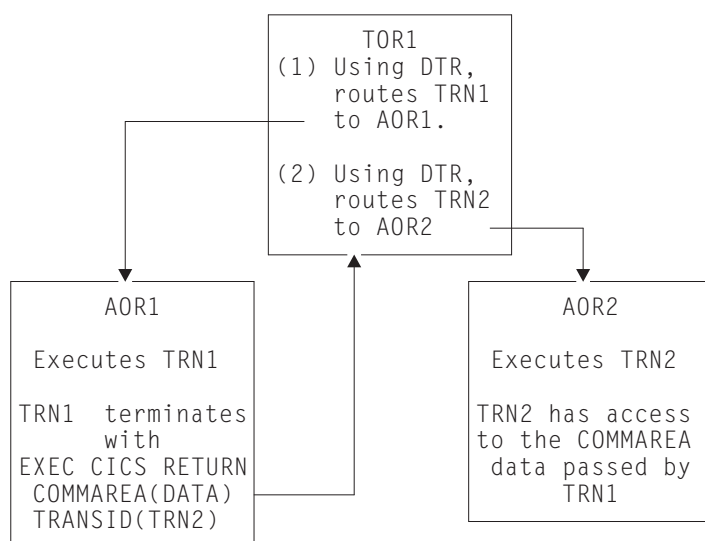 TOR1
(1) Using DTR,
routes TRN1
to AOR1.
(2) Using DTR,
routes TRN2
to AOR2
AOR1
Executes TRN1
TRN1 terminates
with
EXEC CICS RETURN
COMMAREA(DATA)
TRANSID(TRN2)
AOR2
Executes TRN2
TRN2 has access
to the COMMAREA
data passed by
TRN1